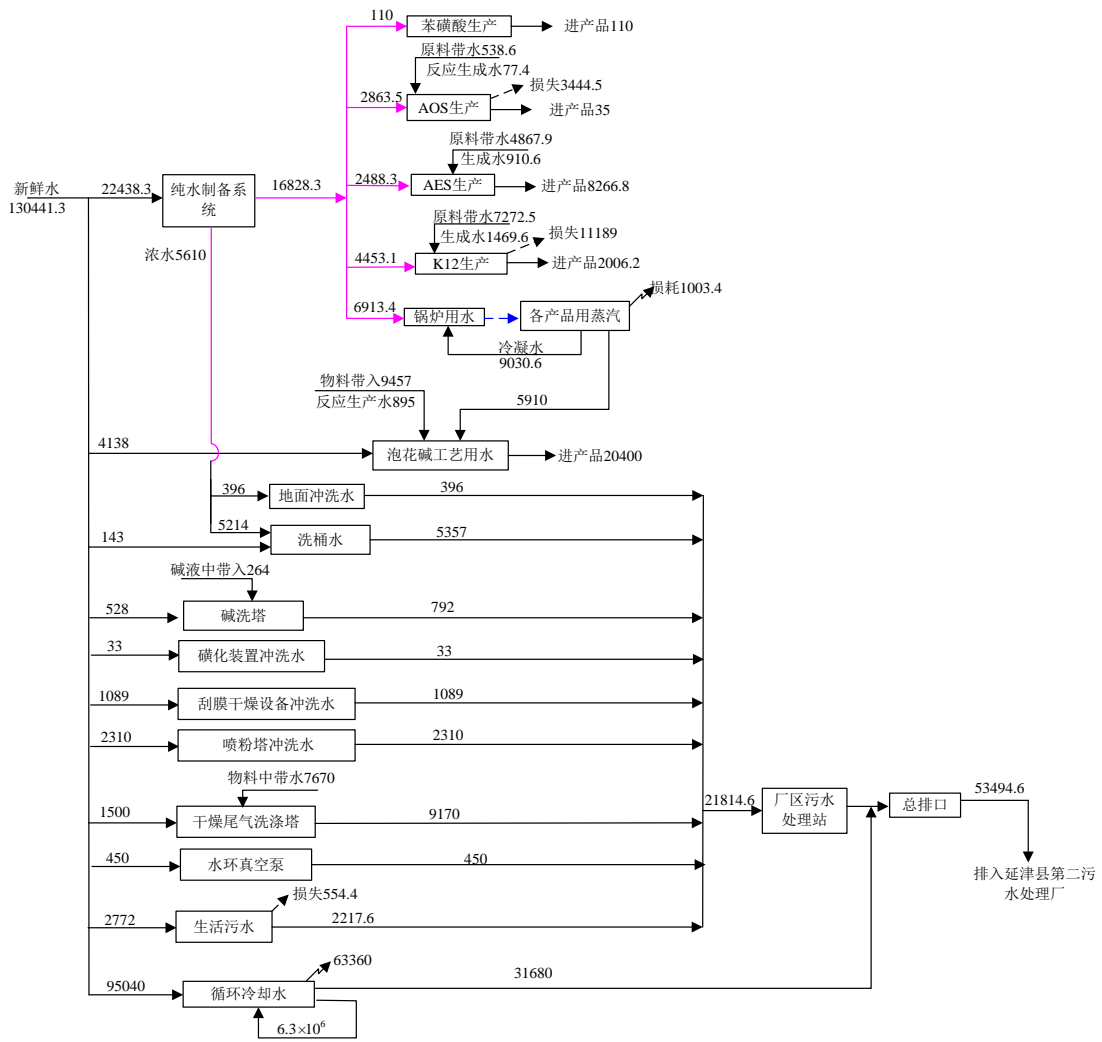 110
苯磺酸生产
进产品110
原料带水538.6
反应生成水77.4
损失3444.5
2863.5
AOS生产
进产品35
原料带水4867.9
生成水910.6
2488.3
AES生产
进产品8266.8
新鲜水
130441.3
22438.3
纯水制备系
统
16828.3
原料带水7272.5
生成水1469.6
损失11189
4453.1
K12生产
进产品2006.2
浓水5610
6913.4
锅炉用水
各产品用蒸汽
损耗1003.4
冷凝水
9030.6
物料带入9457
反应生产水895
5910
4138
泡花碱工艺用水
进产品20400
396
地面冲洗水
396
5214
143
洗桶水
5357
碱液中带入264
528
碱洗塔
792
33
磺化装置冲洗水
33
1089
刮膜干燥设备冲洗水
1089
2310
喷粉塔冲洗水
2310
物料中带水7670
1500
干燥尾气洗涤塔
9170
21814.6
厂区污水
处理站
总排口
53494.6
排入延津县第二污
水处理厂
450
水环真空泵
450
损失554.4
2772
生活污水
2217.6
63360
95040
循环冷却水
31680
6.3×10⁶